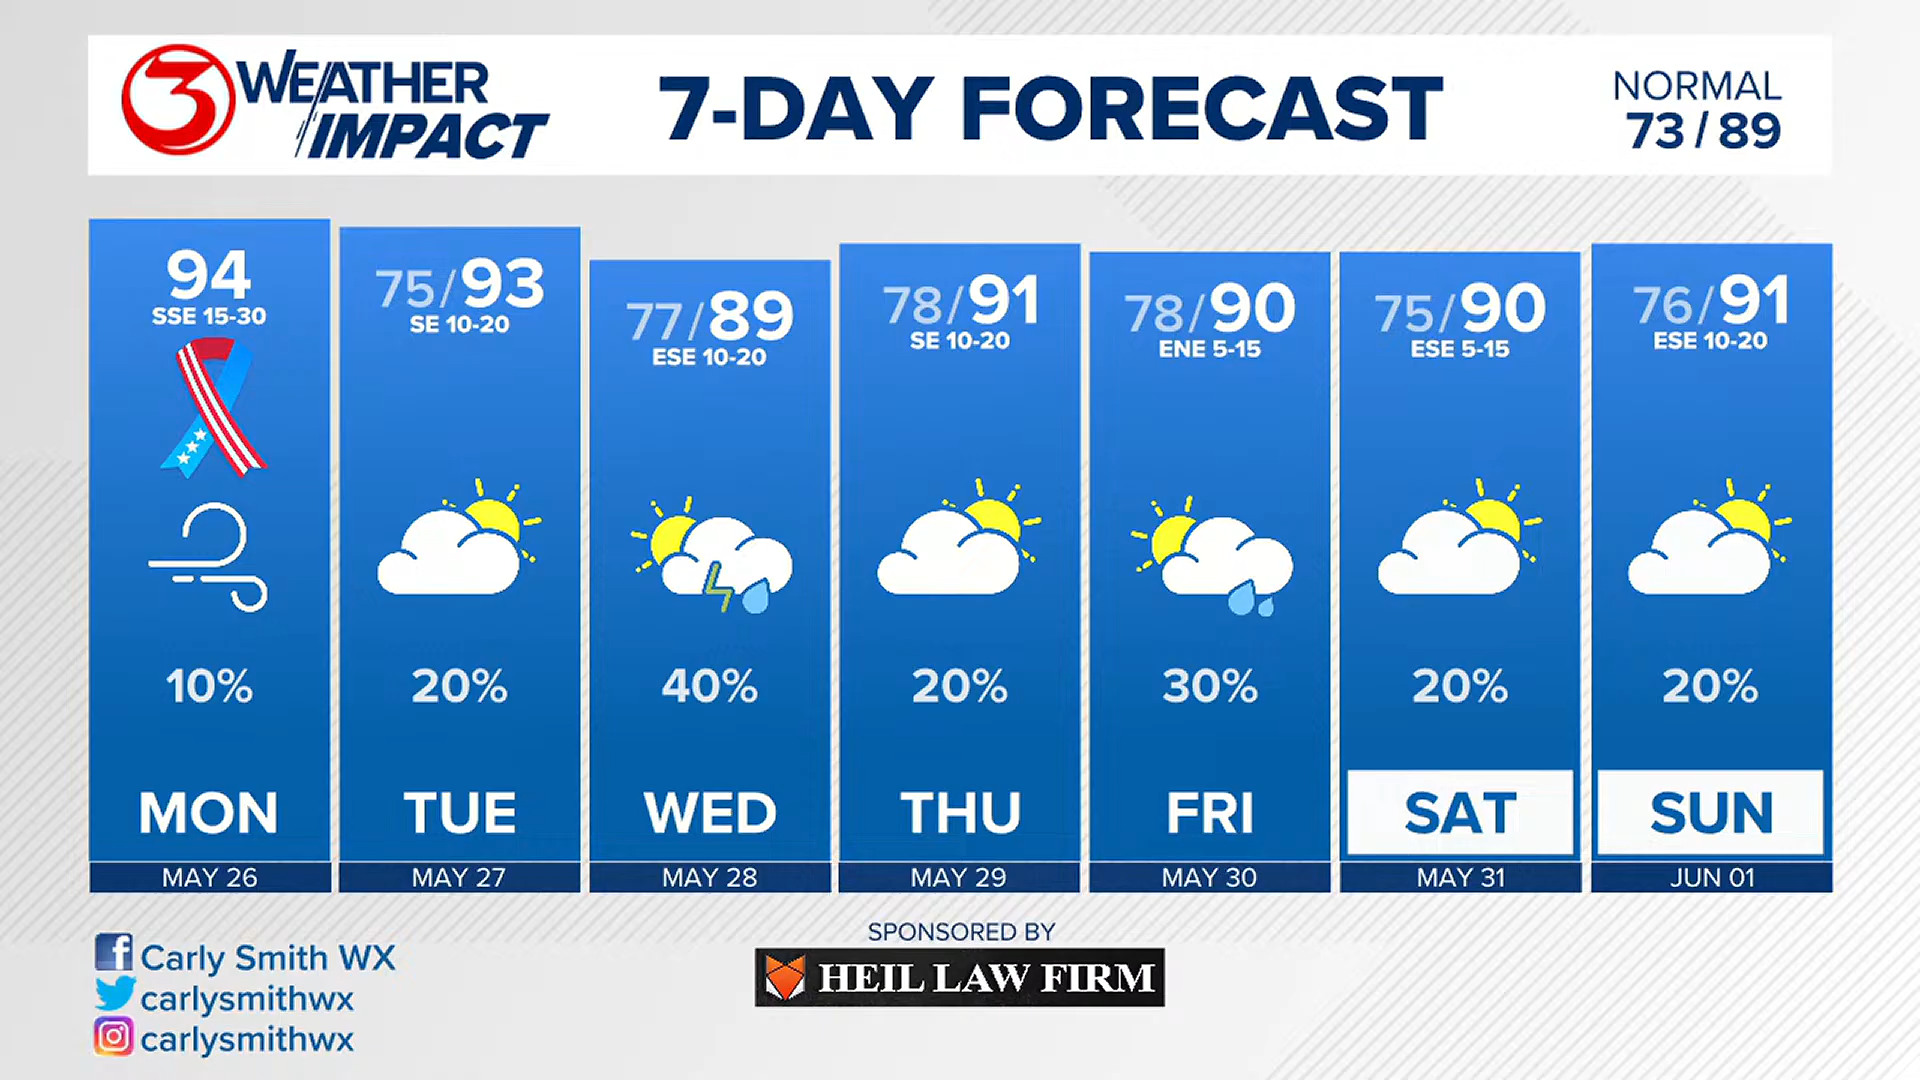 3 WEATHER
IMPACT
7-DAY FORECAST
NORMAL
73 / 89
94
SSE 15-30
10%
MON
MAY 26
75/93
SE 10-20
20%
TUE
MAY 27
77/89
ESE 10-20
40%
WED
MAY 28
78/91
SE 10-20
20%
THU
MAY 29
78/90
ENE 5-15
30%
FRI
MAY 30
75/90
ESE 5-15
20%
SAT
MAY 31
76/91
ESE 10-20
20%
SUN
JUN 01
f Carly Smith WX
carlysmithwx
carlysmithwx
SPONSORED BY
HEIL LAW FIRM